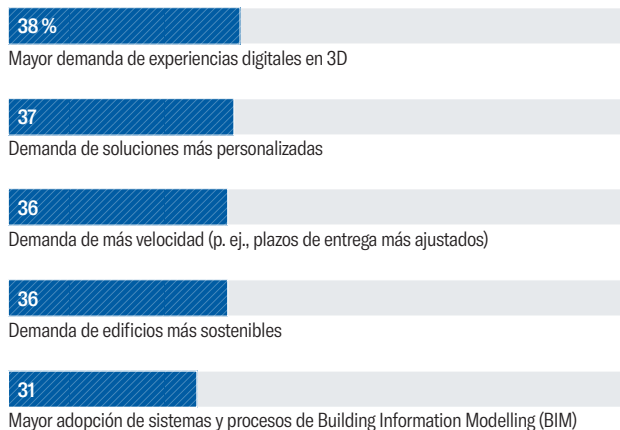 38 %
Mayor demanda de experiencias digitales en 3D
37
Demanda de soluciones más personalizadas
36
Demanda de más velocidad (p. ej., plazos de entrega más ajustados)
36
Demanda de edificios más sostenibles
31
Mayor adopción de sistemas y procesos de Building Information Modelling (BIM)